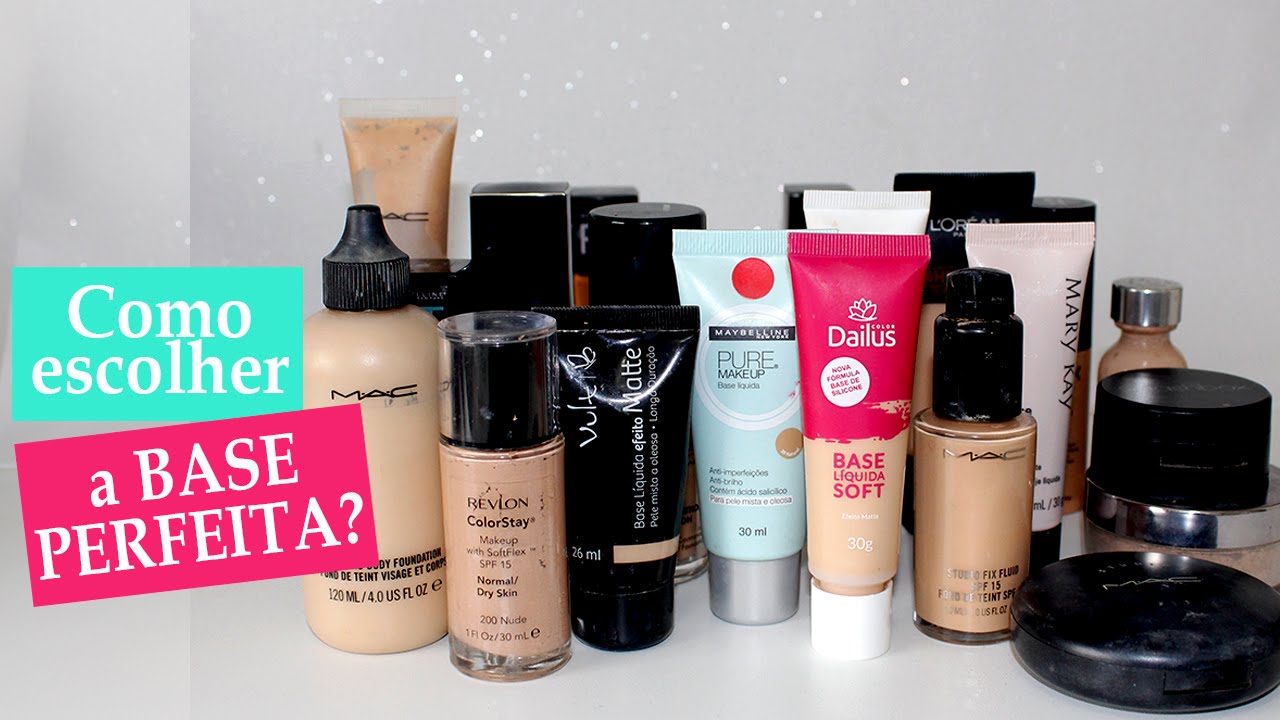 Como
escolher
a BASE
PERFEITA?
MAC
MAC
BODY FOUNDATION
FOND DE TEINT VISAGE ET CORPS
120 ML / 4.0 US FL OZ
REVLON
ColorStay®
Makeup
with SoftFlex™
SPF 15
Normal/
Dry Skin
200 Nude
1 Fl Oz/30 mL e
Vult
Base Líquida efeito Matte
Pele mista a oleosa • Longa Duração
26 ml
MAYBELLINE
NEW YORK
PURE
MAKEUP®
Base líquida
Anti-imperfeições
Anti-brilho
Contém ácido salicílico
Para pele mista e oleosa
30 ml
Dailus
COLOR
NOVA
FÓRMULA
BASE DE
SILICONE
BASE
LÍQUIDA
SOFT
Efeito Matte
30g
L'ORÉAL
MARY KAY
MAC
STUDIO FIX FLUID
SPF 15
FOND DE TEINT SPF
MAC